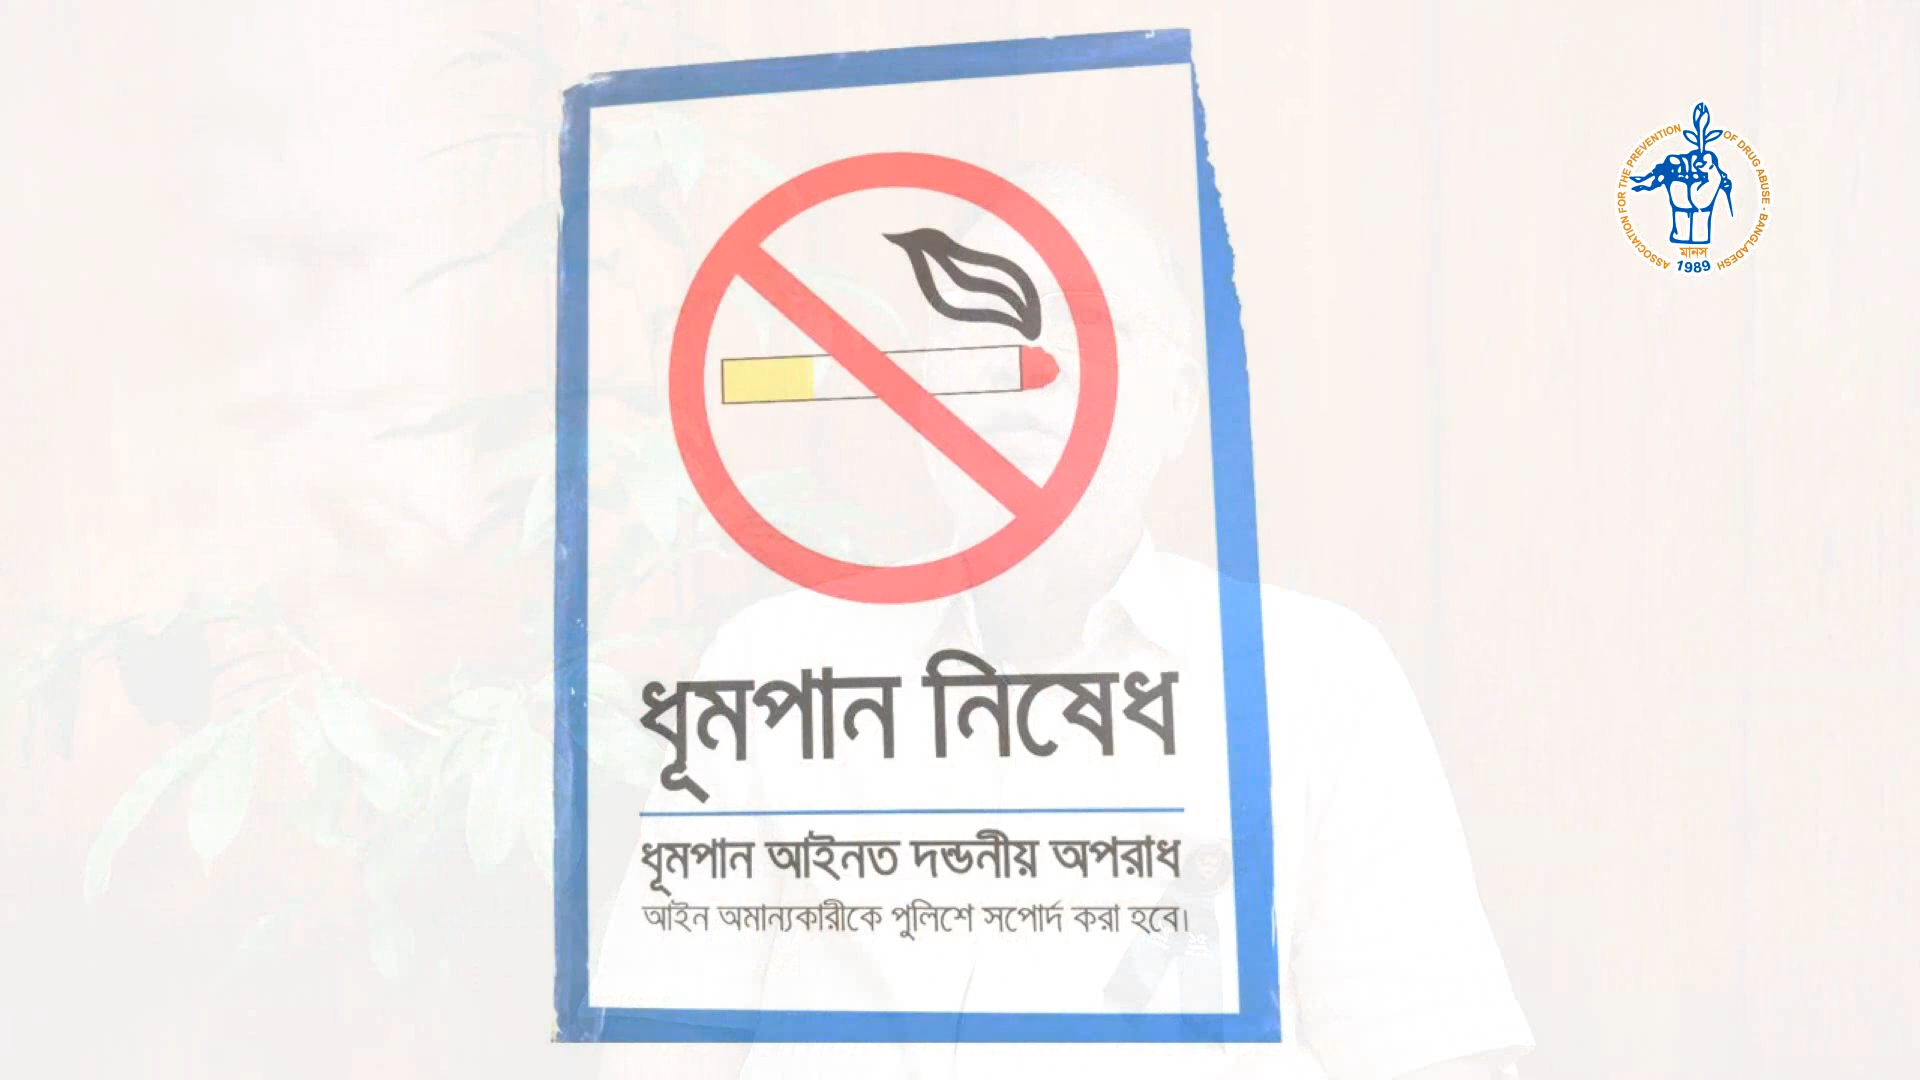 ধূমপান নিষেধ
ধূমপান আইনত দন্ডনীয় অপরাধ
আইন অমান্যকারীকে পুলিশে সপোর্দ করা হবে।
ASSOCIATION FOR THE PREVENTION OF DRUG ABUSE - BANGLADESH
মানস
1989